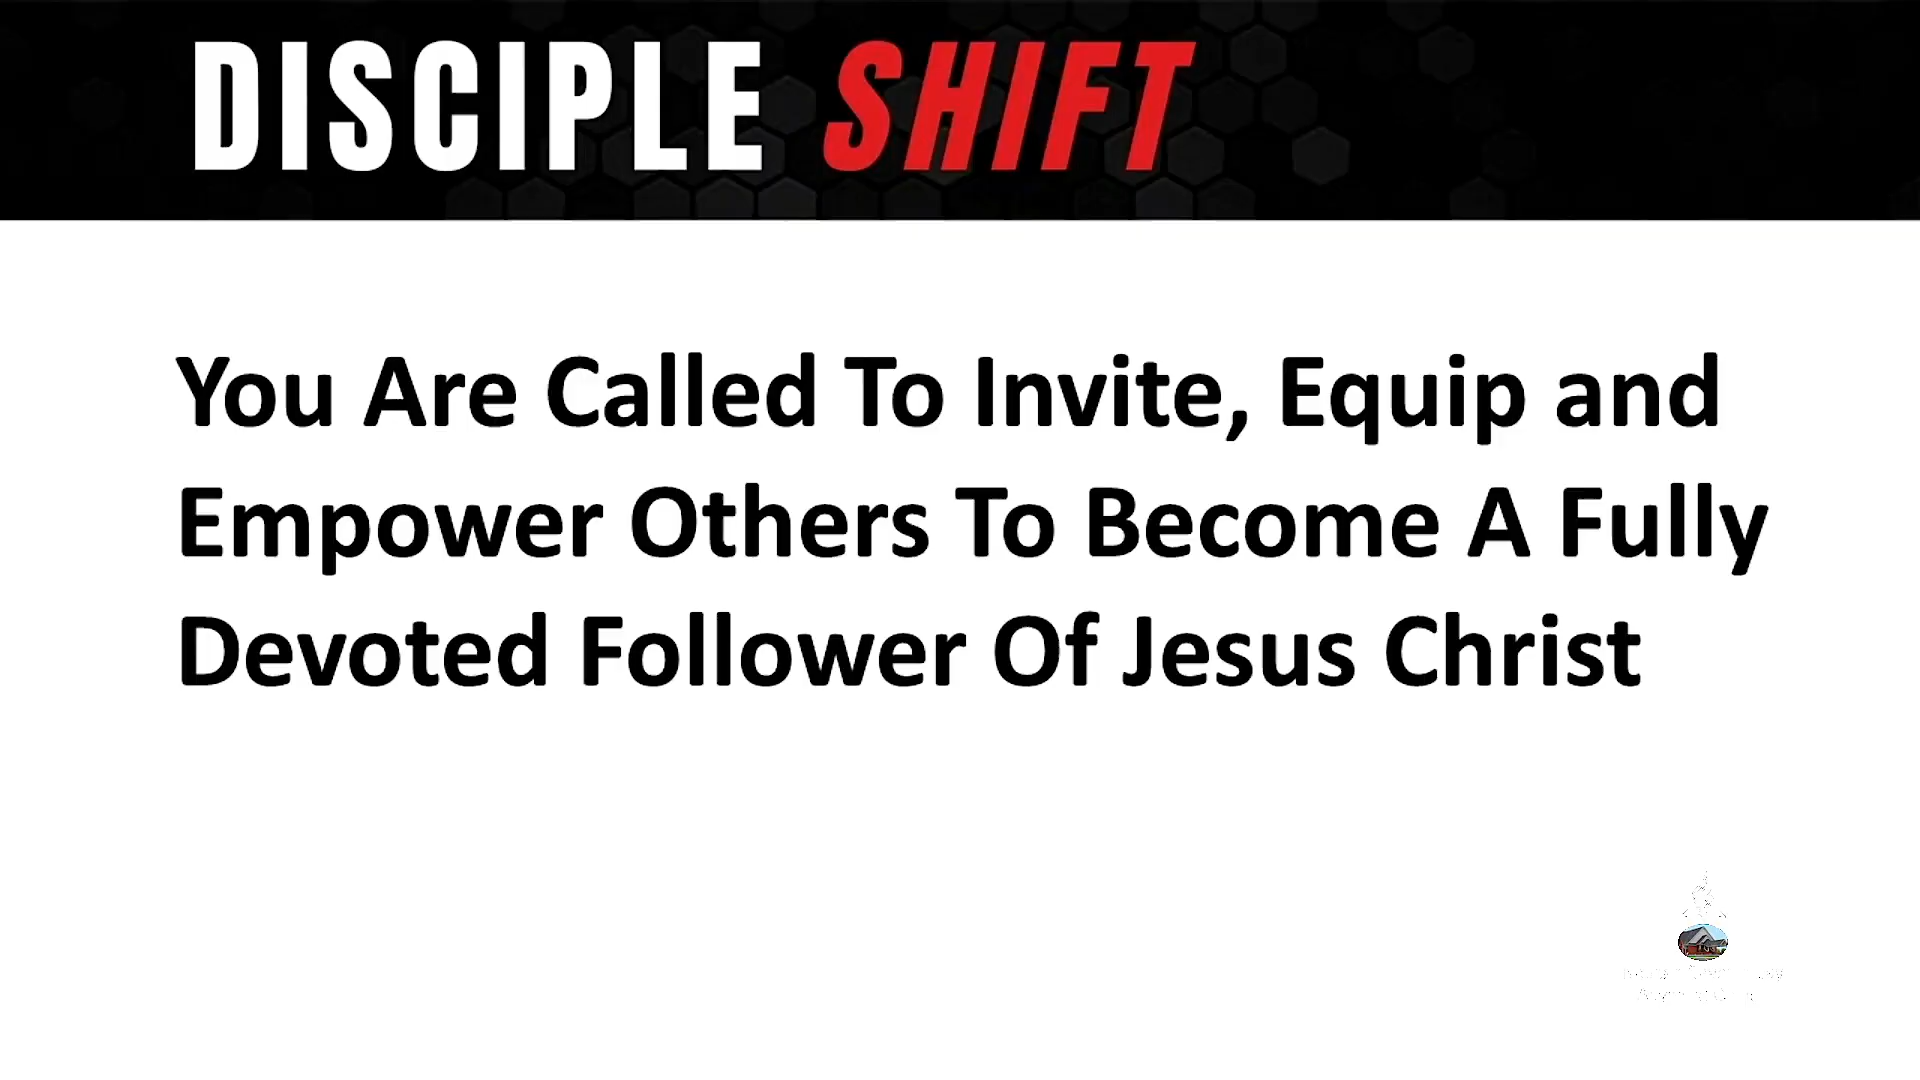 DISCIPLE SHIFT
You Are Called To Invite, Equip and
Empower Others To Become A Fully
Devoted Follower Of Jesus Christ